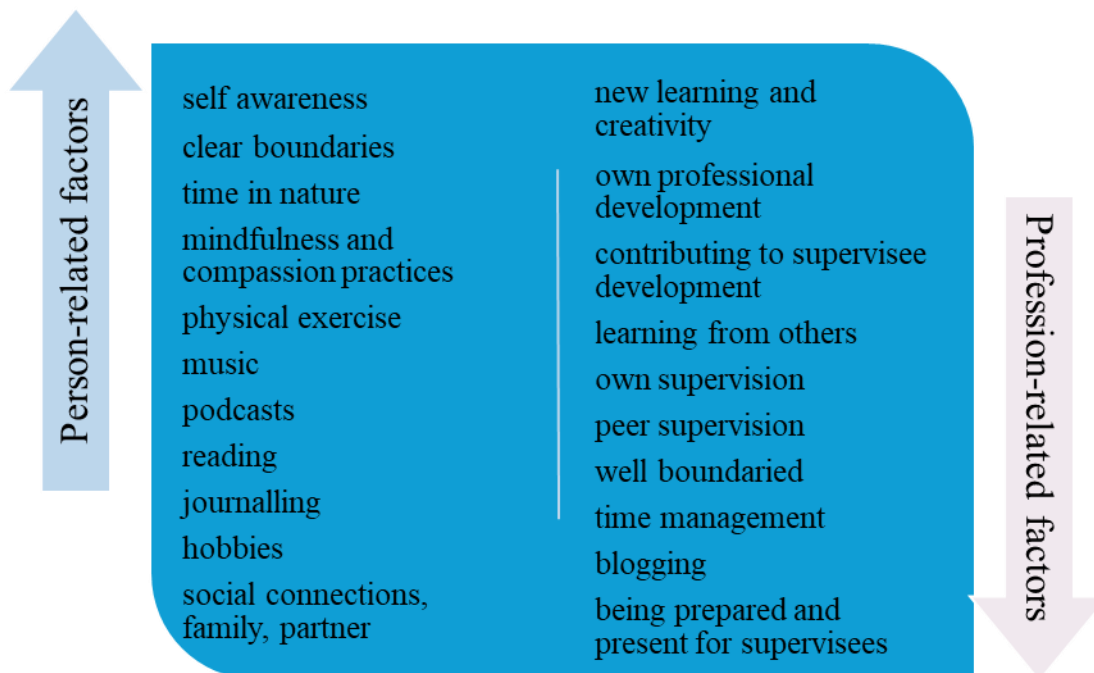 Person-related factors
self awareness
clear boundaries
time in nature
mindfulness and
compassion practices
physical exercise
music
podcasts
reading
journalling
hobbies
social connections,
family, partner
new learning and
creativity
own professional
development
contributing to supervisee
development
learning from others
own supervision
peer supervision
well boundaried
time management
blogging
being prepared and
present for supervisees
Profession-related factors